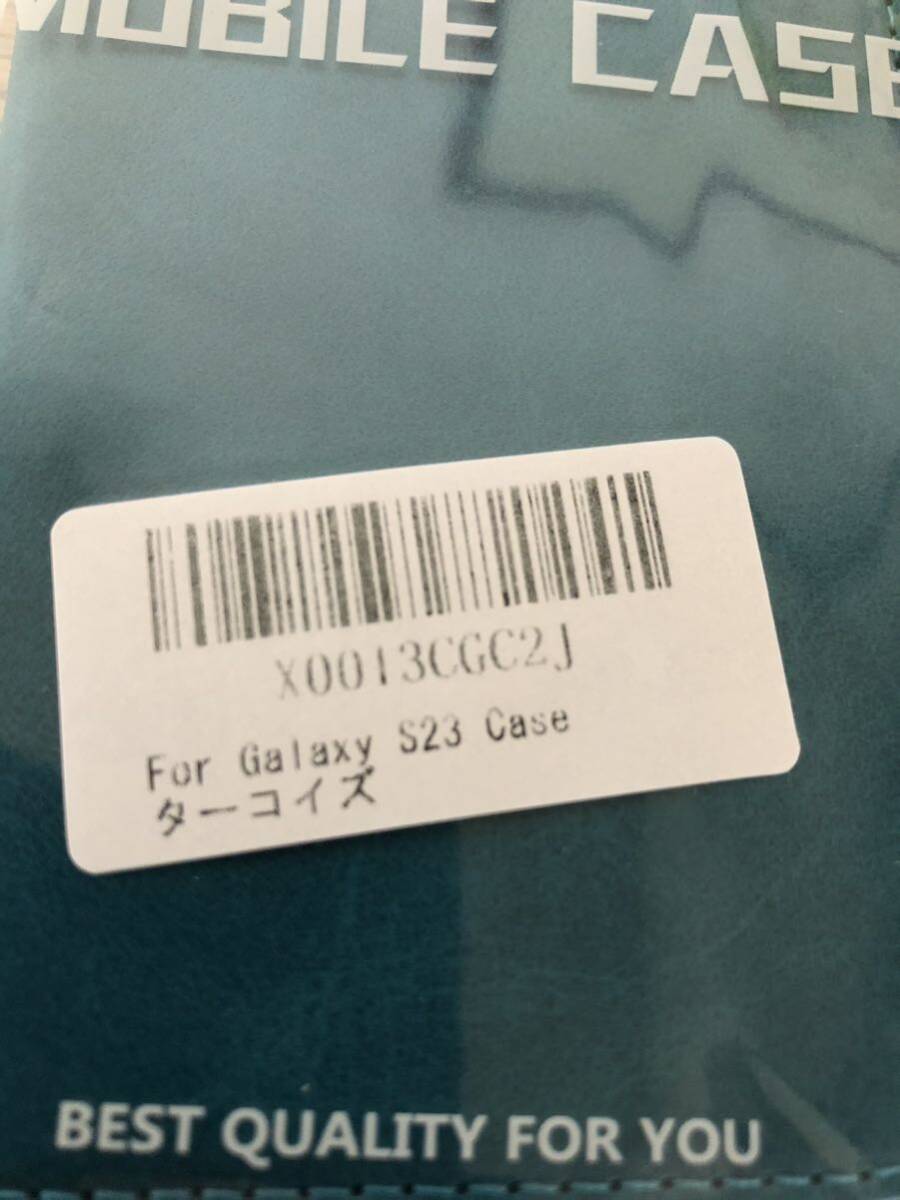 MOBILE CASE
X0013CGC2J
For Galaxy S23 Case
ターコイズ
BEST QUALITY FOR YOU